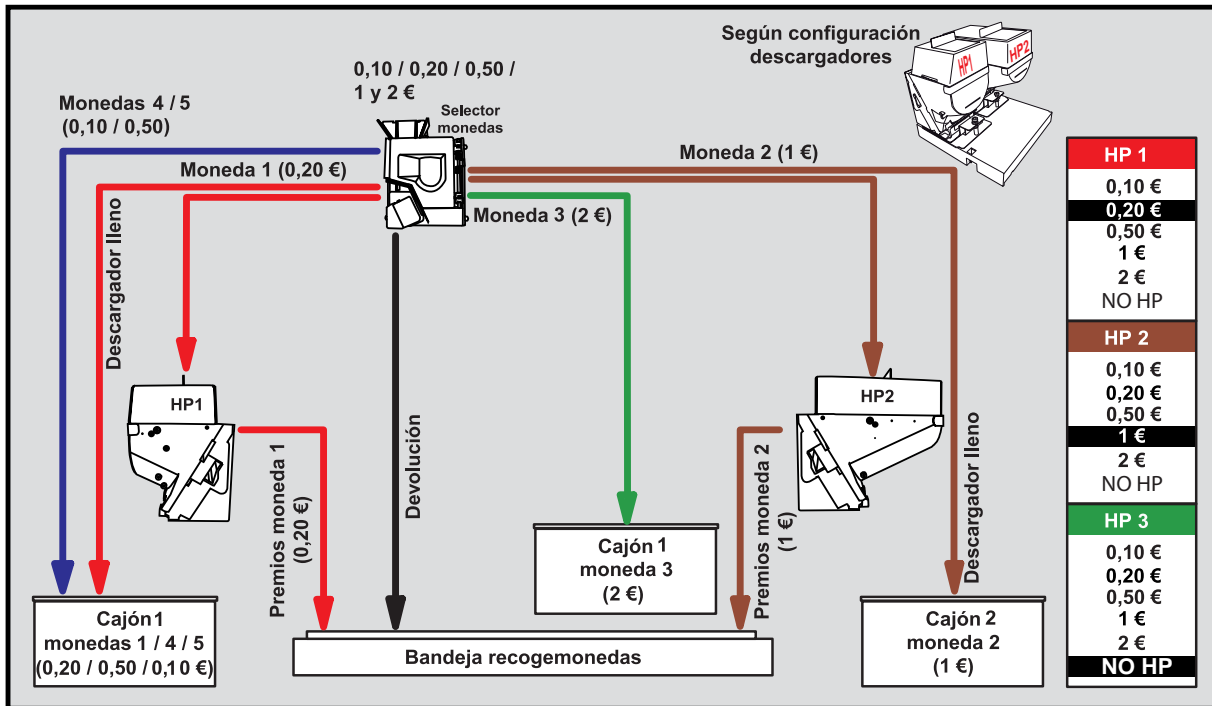 Según configuración
descargadores
HP1
HP2
0,10 / 0,20 / 0,50 /
1 y 2 €
Selector
monedas
Monedas 4 / 5
(0,10 / 0,50)
Moneda 1 (0,20 €)
Moneda 2 (1 €)
Moneda 3 (2 €)
Descargador lleno
HP1
HP2
Premios moneda 1
(0,20 €)
Devolución
Premios moneda 2
(1 €)
Descargador lleno
Cajón 1
monedas 1 / 4 / 5
(0,20 / 0,50 / 0,10 €)
Cajón 1
moneda 3
(2 €)
Cajón 2
moneda 2
(1 €)
Bandeja recogemonedas
HP 1
0,10 €
0,20 €
0,50 €
1 €
2 €
NO HP
HP 2
0,10 €
0,20 €
0,50 €
1 €
2 €
NO HP
HP 3
0,10 €
0,20 €
0,50 €
1 €
2 €
NO HP